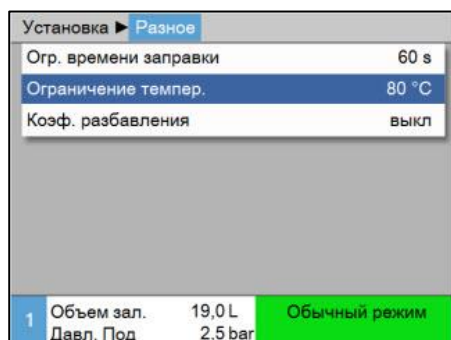 Установка ► Разное
Огр. времени заправки 60 s
Ограничение темпер. 80 °C
Коэф. разбавления выкл
1 Объем зал. 19,0 L Обычный режим
Давл. Под 2.5 bar